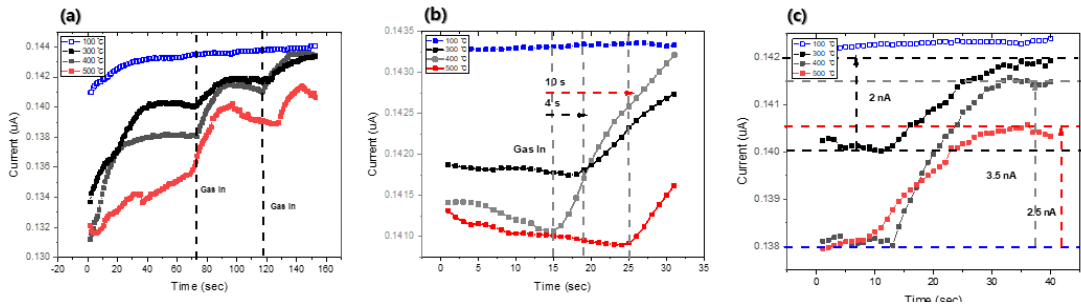 (a)
100 ℃
300 ℃
400 ℃
500 ℃
0.144
0.142
0.140
0.138
0.136
0.134
0.131
0.130
Current (uA)
Gas In
Gas In
-20 0 20 40 60 80 100 120 140 160
Time (sec)
(b)
100 ℃
300 ℃
400 ℃
500 ℃
0.1435
0.1430
0.1425
0.1420
0.1415
0.1410
Current (uA)
10 s
4 s
Gas In
0 5 10 15 20 25 30 35
Time (sec)
(c)
100 ℃
300 ℃
400 ℃
500 ℃
0.142
0.141
0.140
0.139
0.138
Current (uA)
2 nA
3.5 nA
2.5 nA
0 10 20 30 40 50
Time (sec)